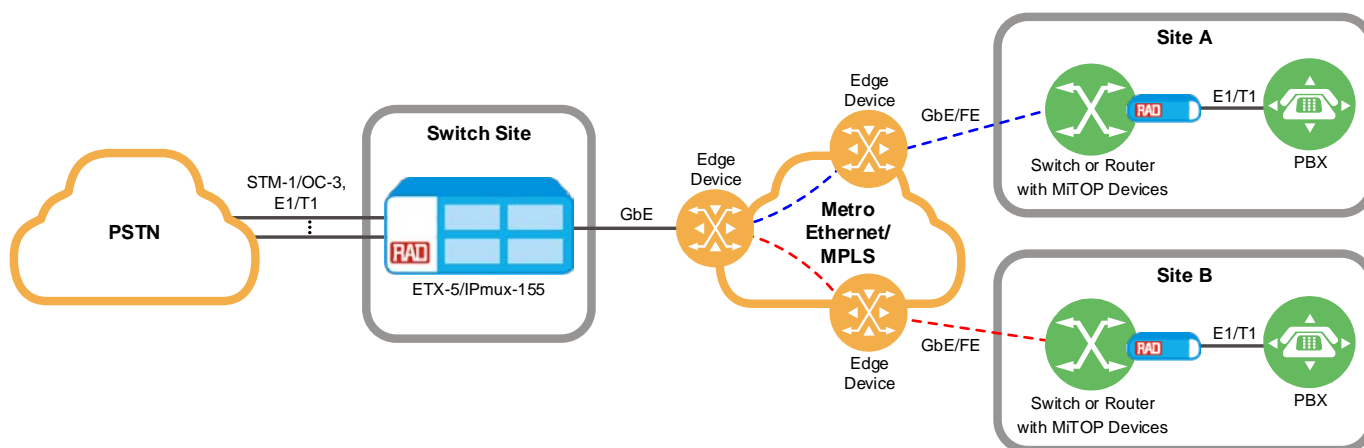 PSTN
STM-1/OC-3,
E1/T1
Switch Site
RAD
ETX-5/IPmux-155
GbE
Edge
Device
Edge
Device
Metro
Ethernet/
MPLS
Edge
Device
GbE/FE
GbE/FE
Site A
RAD
E1/T1
Switch or Router
with MiTOP Devices
PBX
Site B
RAD
E1/T1
Switch or Router
with MiTOP Devices
PBX